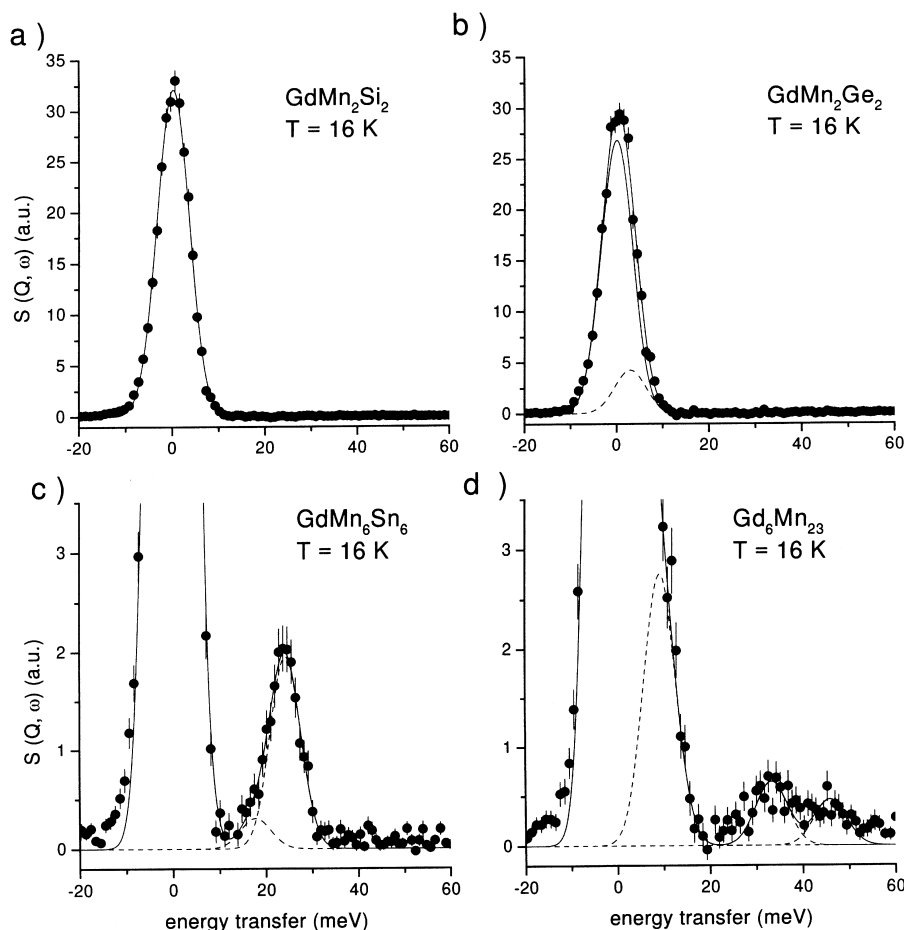 a )
35
30
25
20
15
10
5
0
S (Q, ω) (a.u.)
GdMn₂Si₂
T = 16 K
-20 0 20 40 60
b )
35
30
25
20
15
10
5
0
GdMn₂Ge₂
T = 16 K
-20 0 20 40 60
c )
3
2
1
0
S (Q, ω) (a.u.)
GdMn₆Sn₆
T = 16 K
-20 0 20 40 60
energy transfer (meV)
d )
3
2
1
0
Gd₆Mn₂₃
T = 16 K
-20 0 20 40 60
energy transfer (meV)